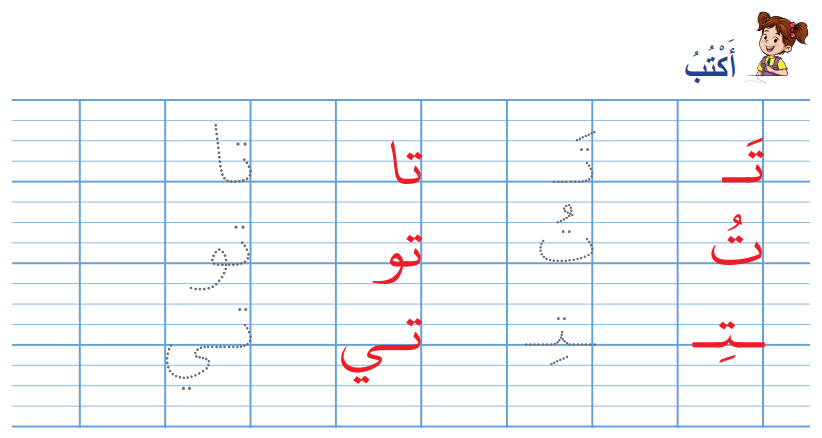 أَكْتُبُ
تَـ تَـ تا تا
تُ تُ تو تو
ـتِـ ـتِـ تي تي